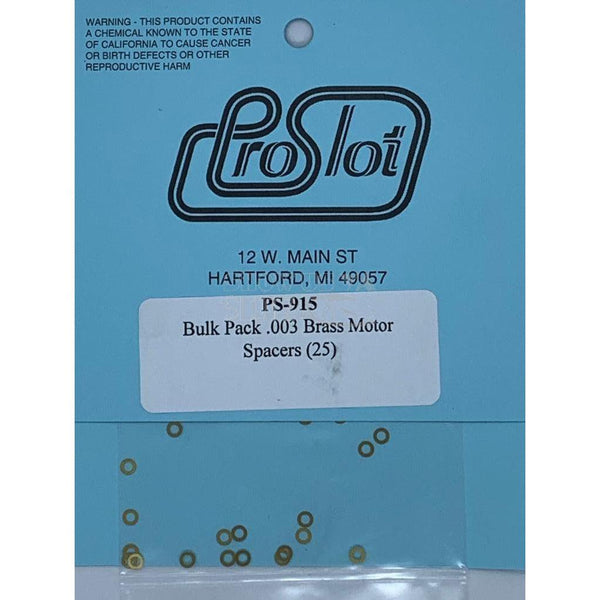 WARNING - THIS PRODUCT CONTAINS
A CHEMICAL KNOWN TO THE STATE
OF CALIFORNIA TO CAUSE CANCER
OR BIRTH DEFECTS OR OTHER
REPRODUCTIVE HARM
ProSlot
12 W. MAIN ST
HARTFORD, MI 49057
PS-915
Bulk Pack .003 Brass Motor
Spacers (25)